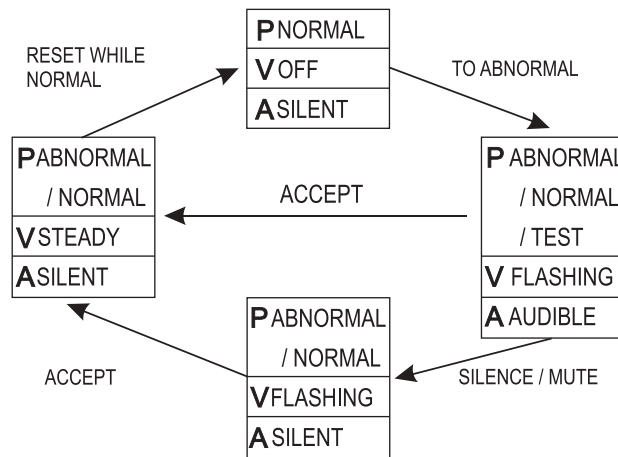 P NORMAL
V OFF
A SILENT
RESET WHILE
NORMAL
TO ABNORMAL
P ABNORMAL
/ NORMAL
V STEADY
A SILENT
ACCEPT
P ABNORMAL
/ NORMAL
/ TEST
V FLASHING
A AUDIBLE
P ABNORMAL
/ NORMAL
V FLASHING
A SILENT
ACCEPT
SILENCE / MUTE